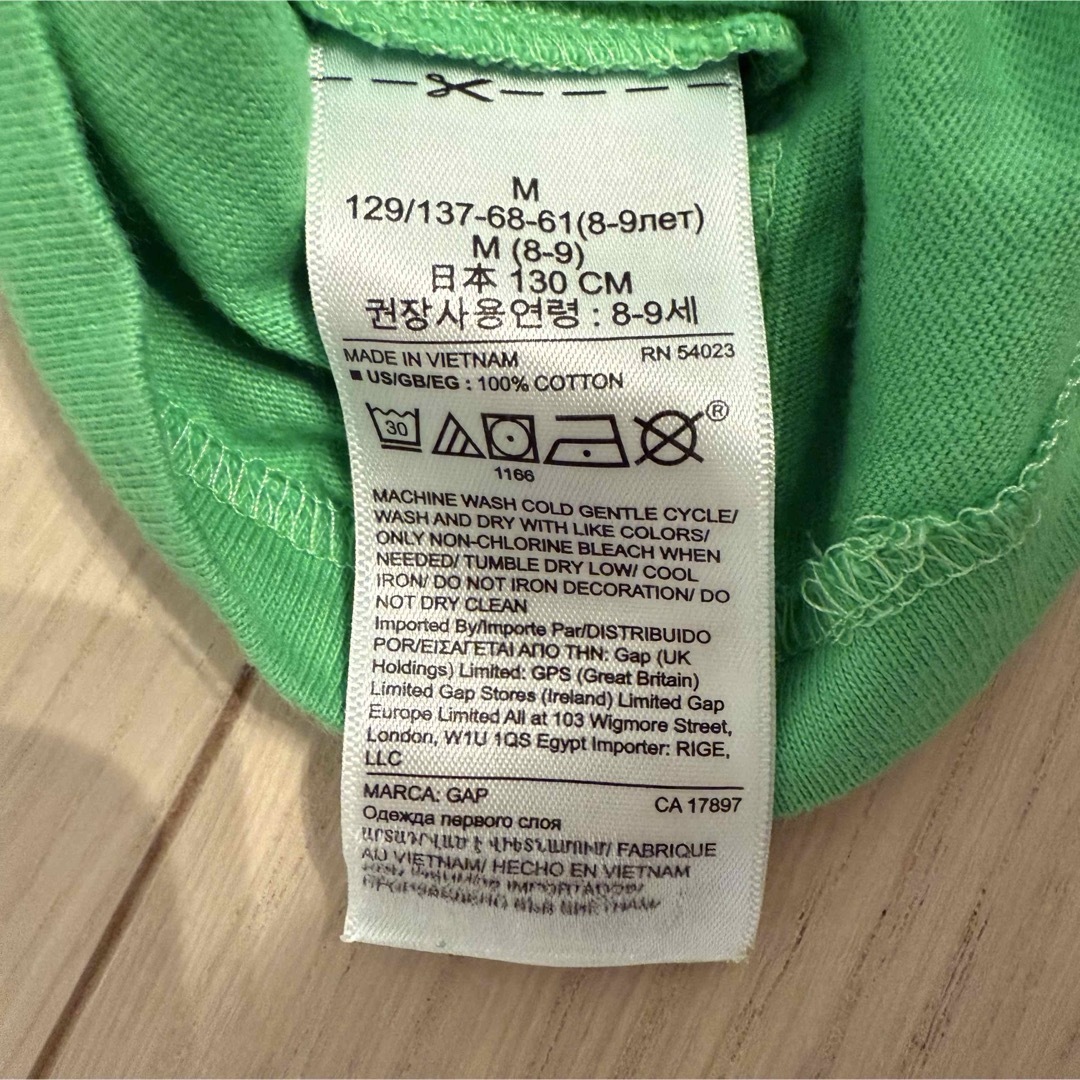 M
129/137-68-61(8-9лет)
M (8-9)
日本 130 CM
권장사용연령 : 8-9세
MADE IN VIETNAM RN 54023
■ US/GB/EG : 100% COTTON
30
®
1166
MACHINE WASH COLD GENTLE CYCLE/
WASH AND DRY WITH LIKE COLORS/
ONLY NON-CHLORINE BLEACH WHEN
NEEDED/ TUMBLE DRY LOW/ COOL
IRON/ DO NOT IRON DECORATION/ DO
NOT DRY CLEAN
Imported By/Importe Par/DISTRIBUIDO
POR/ΕΙΣΑΓΕΤΑΙ ΑΠΟ ΤΗΝ: Gap (UK
Holdings) Limited: GPS (Great Britain)
Limited Gap Stores (Ireland) Limited Gap
Europe Limited All at 103 Wigmore Street,
London, W1U 1QS Egypt Importer: RIGE,
LLC
MARCA: GAP CA 17897
Одежда первого слоя
FABRIQUE
AU VIETNAM/ HECHO EN VIETNAM